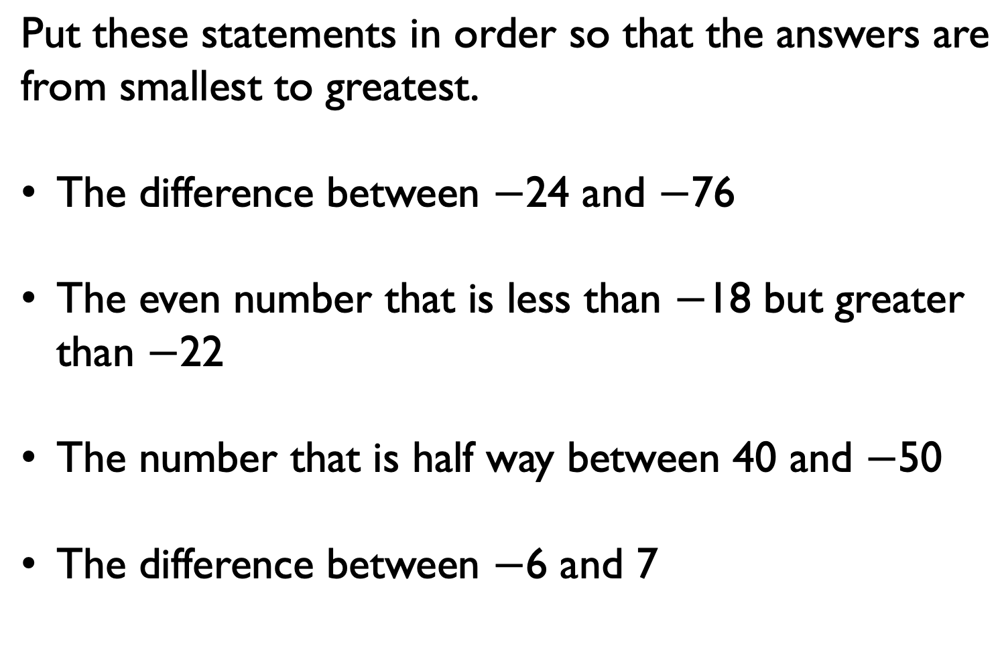 Put these statements in order so that the answers are
from smallest to greatest.
• The difference between −24 and −76
• The even number that is less than −18 but greater
than −22
• The number that is half way between 40 and −50
• The difference between −6 and 7